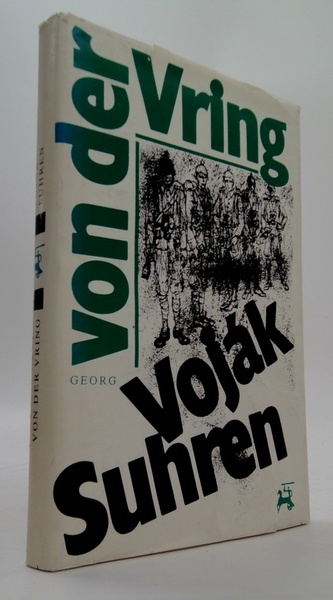 von der
Vring
GEORG
Voják
Suhren
VON DER VRING
SUHREN